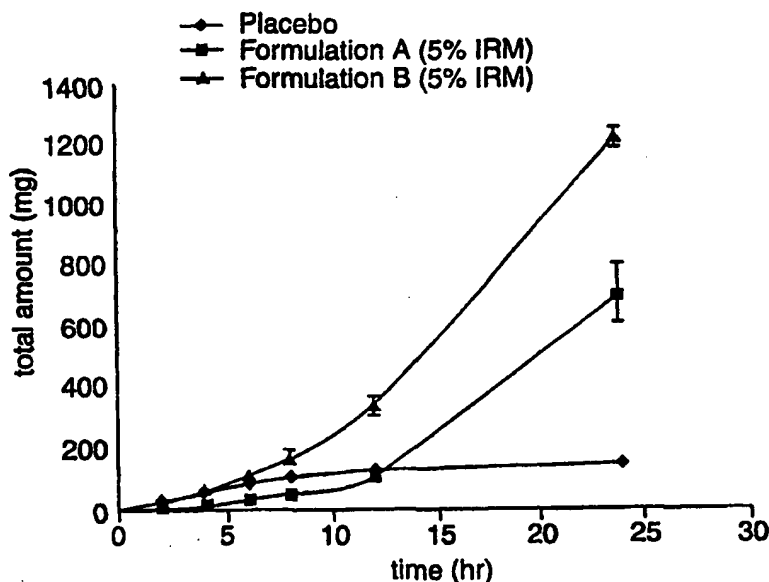 Placebo
Formulation A (5% IRM)
Formulation B (5% IRM)
1400
1200
1000
800
600
400
200
0
total amount (mg)
0 5 10 15 20 25 30
time (hr)